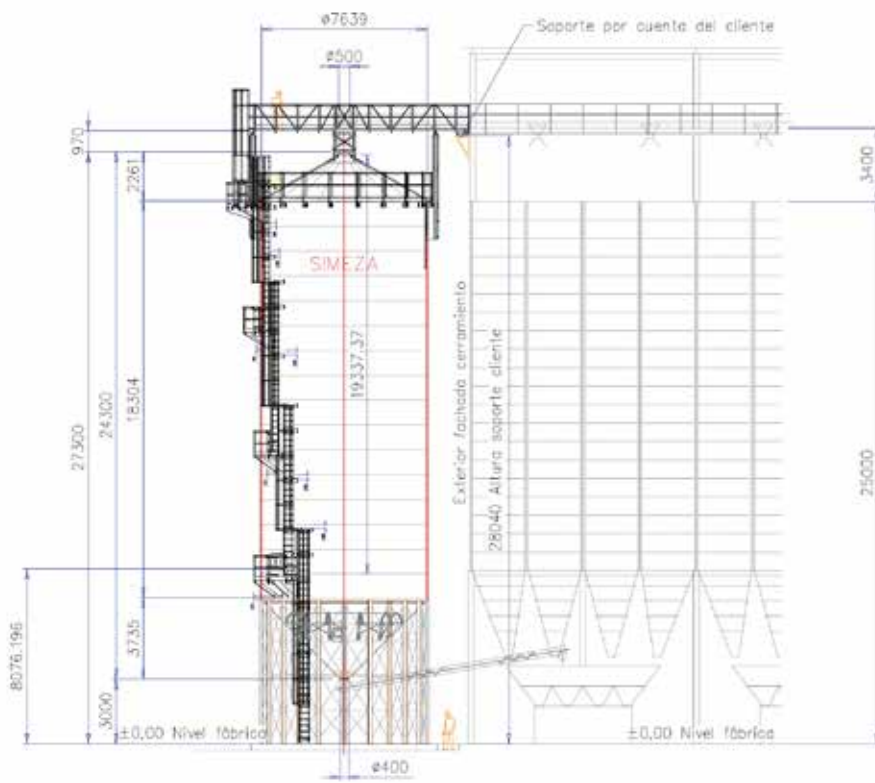 ø7639
Soporte por cuenta del cliente
ø500
970
2261
3400
SIMEZA
Exterior fachada cerramiento
28040 Altura soporte cliente
19337.37
18304
24300
27300
25000
3735
8076.196
3000
±0,00 Nivel fábrica
±0,00 Nivel fábrica
ø400